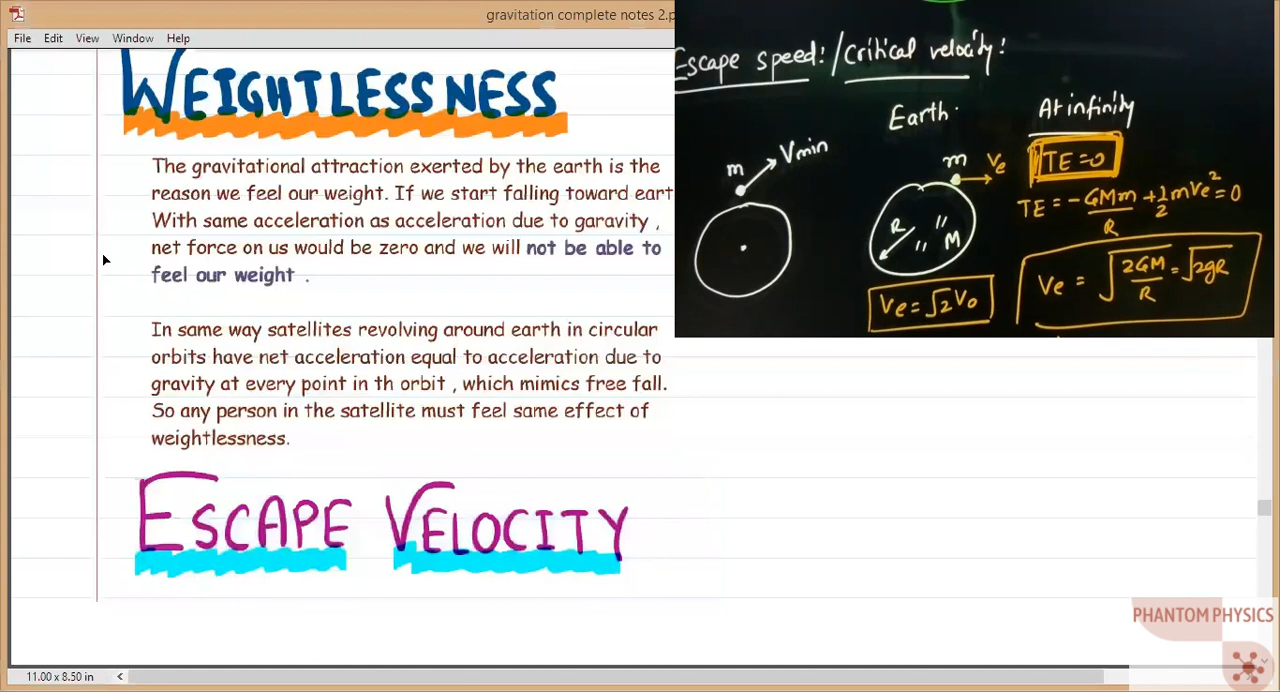 gravitation complete notes 2.p
File Edit View Window Help
WEIGHTLESSNESS
The gravitational attraction exerted by the earth is the
reason we feel our weight. If we start falling toward eart
With same acceleration as acceleration due to garavity ,
net force on us would be zero and we will not be able to
feel our weight .
In same way satellites revolving around earth in circular
orbits have net acceleration equal to acceleration due to
gravity at every point in th orbit , which mimics free fall.
So any person in the satellite must feel same effect of
weightlessness.
ESCAPE VELOCITY
Escape speed: / Critical velocity:
m Vmin
Earth
m Ve
R M
Ve = √2 Vo
At infinity
TE = 0
TE = -GMm/R + 1/2 mVe² = 0
Ve = √2GM/R = √2gR
PHANTOM PHYSICS
11.00 x 8.50 in